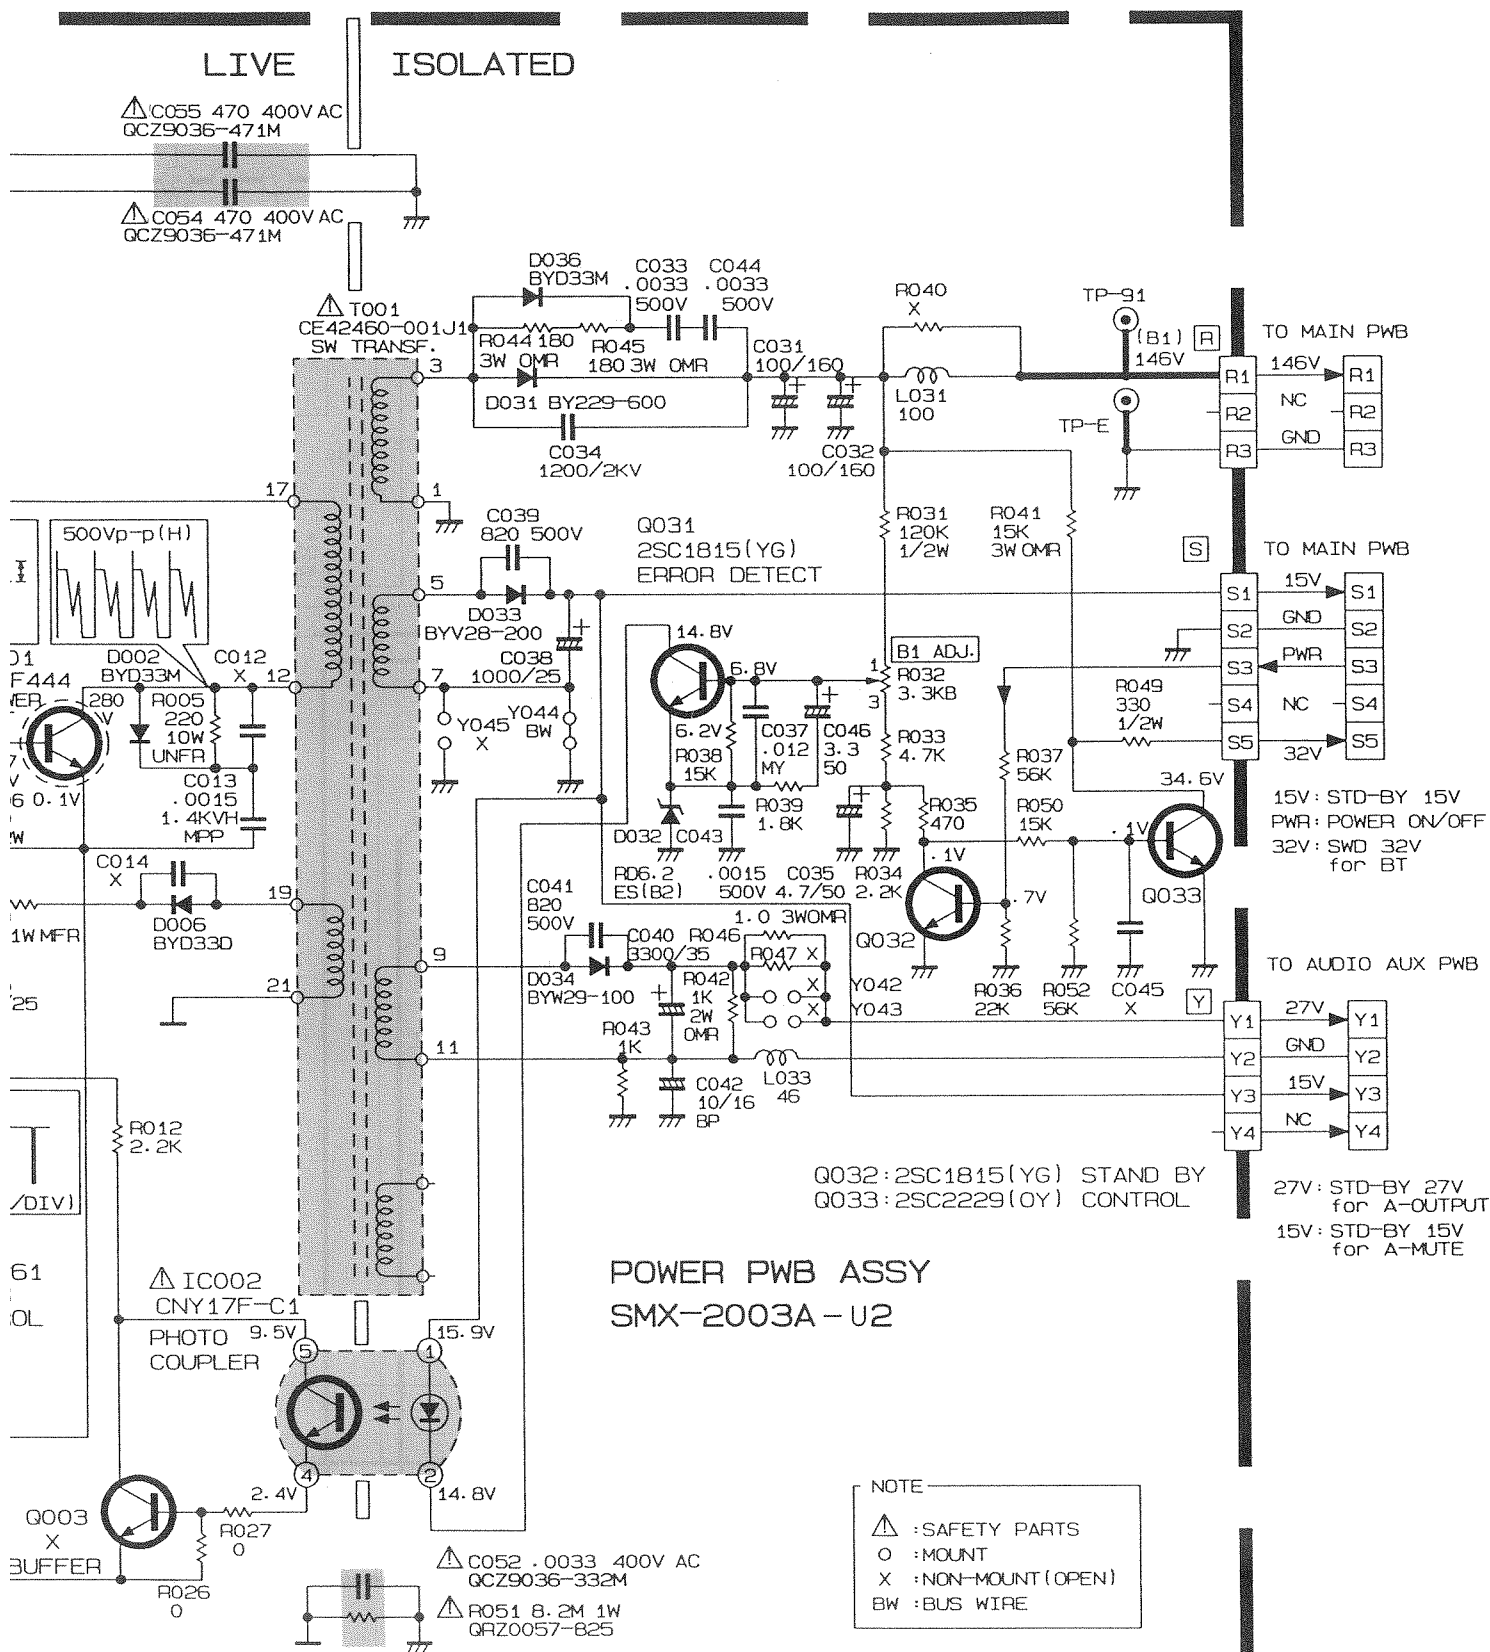 LIVE
ISOLATED
C055 470 400V AC
QCZ9036-471M
C054 470 400V AC
QCZ9036-471M
T001
CE42460-001J1
SW TRANSF.
D036
BYD33M
C033
.0033
500V
C044
.0033
500V
R044 180
3W OMR
R045
180 3W OMR
D031 BY229-600
C034
1200/2KV
C031
100/160
C032
100/160
R040
X
L031
100
TP-91
(B1)
146V
R
TP-E
TO MAIN PWB
R1
146V
R1
R2
NC
R2
R3
GND
R3
3
1
17
500Vp-p(H)
C039
820 500V
Q031
2SC1815(YG)
ERROR DETECT
R031
120K
1/2W
R041
15K
3W OMR
S
TO MAIN PWB
S1
15V
S1
S2
GND
S2
S3
PWR
S3
S4
NC
S4
S5
32V
S5
5
D033
BYV28-200
C038
1000/25
7
Y045
X
Y044
BW
14.8V
6.8V
6.2V
B1 ADJ.
1
R032
3.3KB
3
R033
4.7K
R038
15K
C037
.012
MY
C046
3.3
50
R039
1.8K
D032
RD6.2
ES(B2)
C043
.0015
500V
C035
4.7/50
R034
2.2K
R035
470
R037
56K
R049
330
1/2W
R050
15K
34.6V
.1V
Q033
.1V
.7V
Q032
R036
22K
R052
56K
C045
X
15V: STD-BY 15V
PWR: POWER ON/OFF
32V: SWD 32V
for BT
F444
D002
BYD33M
C012
X
12
280
V
R005
220
10W
UNFR
C013
.0015
1.4KVH
MPP
0.1V
C014
X
D006
BYD33D
1W MFR
19
21
/25
C041
820
500V
9
D034
BYW29-100
C040
3300/35
R046
1.0 3WOMR
R047 X
X
Y042
X
Y043
R042
1K
2W
OMR
R043
1K
11
C042
10/16
BP
L033
46
TO AUDIO AUX PWB
Y
Y1
27V
Y1
Y2
GND
Y2
Y3
15V
Y3
Y4
NC
Y4
Q032:2SC1815(YG) STAND BY
Q033:2SC2229(OY) CONTROL
27V: STD-BY 27V
for A-OUTPUT
15V: STD-BY 15V
for A-MUTE
R012
2.2K
/DIV)
61
OL
POWER PWB ASSY
SMX-2003A-U2
IC002
CNY17F-C1
PHOTO
COUPLER
9.5V
15.9V
5
1
4
2
2.4V
14.8V
Q003
X
BUFFER
R027
0
R026
0
C052 .0033 400V AC
QCZ9036-332M
R051 8.2M 1W
QRZ0057-825
NOTE
:SAFETY PARTS
O :MOUNT
X :NON-MOUNT(OPEN)
BW :BUS WIRE